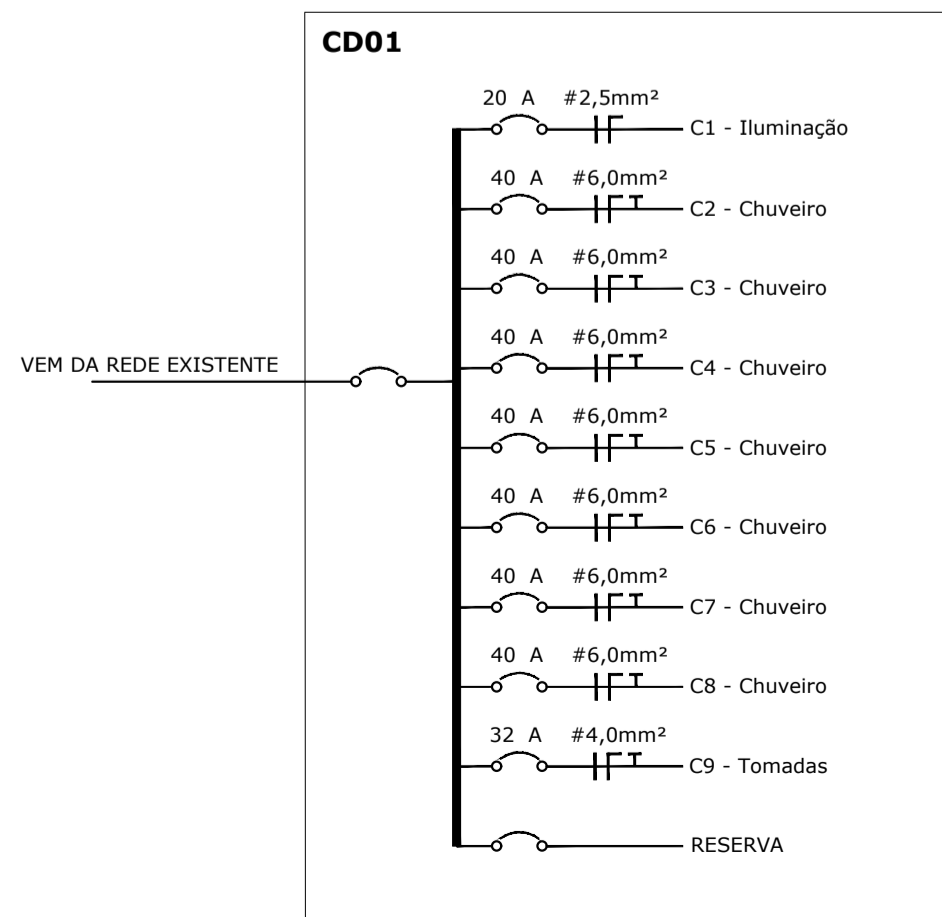 CD01
20 A #2,5mm²
C1 - Iluminação
40 A #6,0mm²
C2 - Chuveiro
40 A #6,0mm²
C3 - Chuveiro
40 A #6,0mm²
VEM DA REDE EXISTENTE
C4 - Chuveiro
40 A #6,0mm²
C5 - Chuveiro
40 A #6,0mm²
C6 - Chuveiro
40 A #6,0mm²
C7 - Chuveiro
40 A #6,0mm²
C8 - Chuveiro
32 A #4,0mm²
C9 - Tomadas
RESERVA